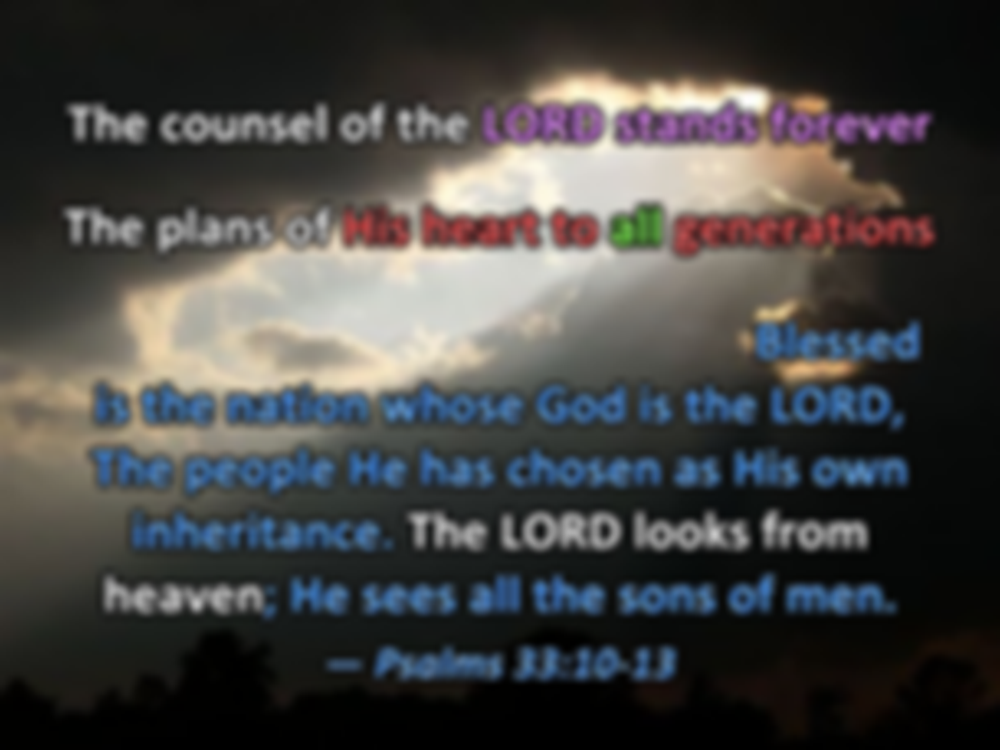 The counsel of the LORD stands forever
The plans of His heart to all generations
Blessed
is the nation whose God is the LORD,
The people He has chosen as His own
inheritance. The LORD looks from
heaven; He sees all the sons of men.
— Psalms 33:10-13